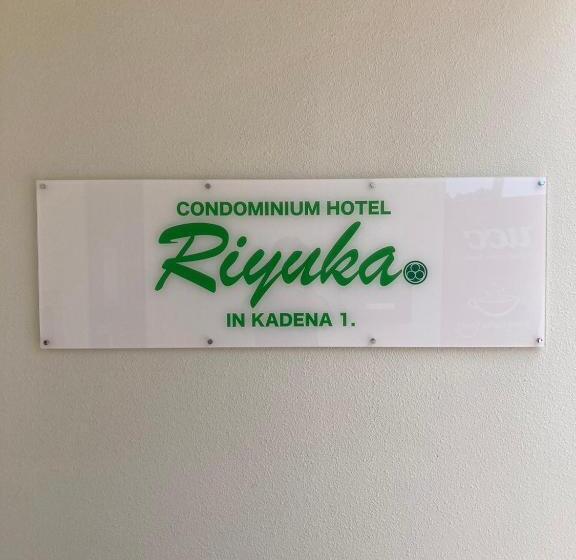 CONDOMINIUM HOTEL
Riyuka
IN KADENA 1.